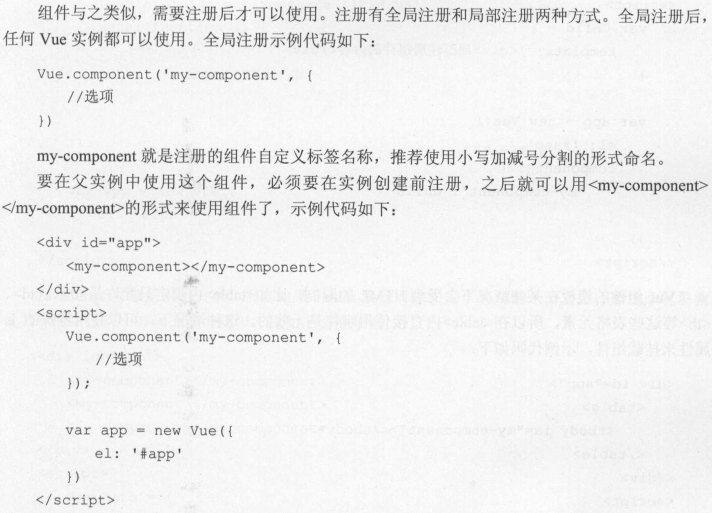 组件与之类似，需要注册后才可以使用。注册有全局注册和局部注册两种方式。全局注册后，
任何 Vue 实例都可以使用。全局注册示例代码如下：
Vue.component('my-component', {
//选项
})
my-component 就是注册的组件自定义标签名称，推荐使用小写加减号分割的形式命名。
要在父实例中使用这个组件，必须要在实例创建前注册，之后就可以用<my-component>
</my-component>的形式来使用组件了，示例代码如下：
<div id="app">
<my-component></my-component>
</div>
<script>
Vue.component('my-component', {
//选项
});
var app = new Vue({
el: '#app'
})
</script>